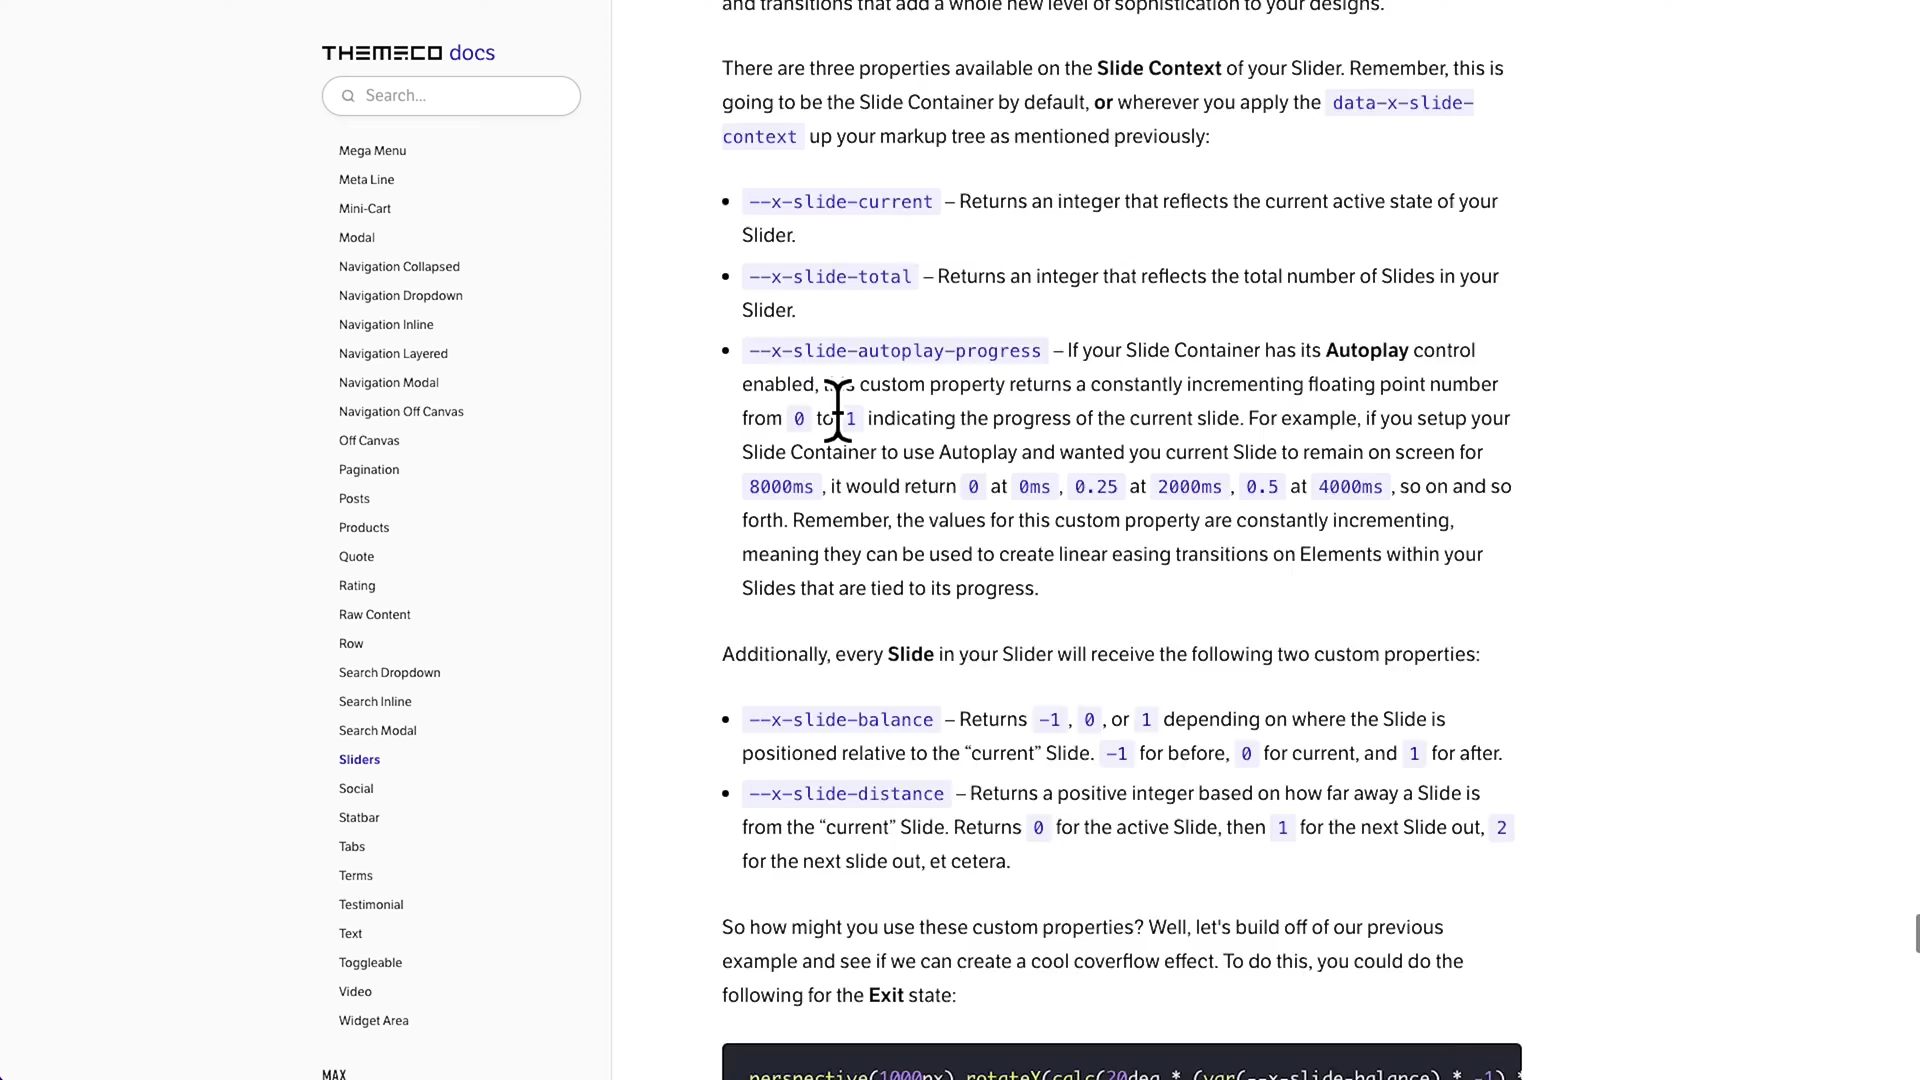 and transitions that add a whole new level of sophistication to your designs.
THEMECO docs
Search...
Mega Menu
Meta Line
Mini-Cart
Modal
Navigation Collapsed
Navigation Dropdown
Navigation Inline
Navigation Layered
Navigation Modal
Navigation Off Canvas
Off Canvas
Pagination
Posts
Products
Quote
Rating
Raw Content
Row
Search Dropdown
Search Inline
Search Modal
Sliders
Social
Statbar
Tabs
Terms
Testimonial
Text
Toggleable
Video
Widget Area
MAX
There are three properties available on the Slide Context of your Slider. Remember, this is
going to be the Slide Container by default, or wherever you apply the data-x-slide-
context up your markup tree as mentioned previously:
• --x-slide-current – Returns an integer that reflects the current active state of your
Slider.
• --x-slide-total – Returns an integer that reflects the total number of Slides in your
Slider.
• --x-slide-autoplay-progress – If your Slide Container has its Autoplay control
enabled, this custom property returns a constantly incrementing floating point number
from 0 to 1 indicating the progress of the current slide. For example, if you setup your
Slide Container to use Autoplay and wanted you current Slide to remain on screen for
8000ms, it would return 0 at 0ms, 0.25 at 2000ms, 0.5 at 4000ms, so on and so
forth. Remember, the values for this custom property are constantly incrementing,
meaning they can be used to create linear easing transitions on Elements within your
Slides that are tied to its progress.
Additionally, every Slide in your Slider will receive the following two custom properties:
• --x-slide-balance – Returns -1, 0, or 1 depending on where the Slide is
positioned relative to the “current” Slide. -1 for before, 0 for current, and 1 for after.
• --x-slide-distance – Returns a positive integer based on how far away a Slide is
from the “current” Slide. Returns 0 for the active Slide, then 1 for the next Slide out, 2
for the next slide out, et cetera.
So how might you use these custom properties? Well, let's build off of our previous
example and see if we can create a cool coverflow effect. To do this, you could do the
following for the Exit state:
perspective(1000px) rotateY(calc(20deg * (var(--x-slide-balance) * -1) *